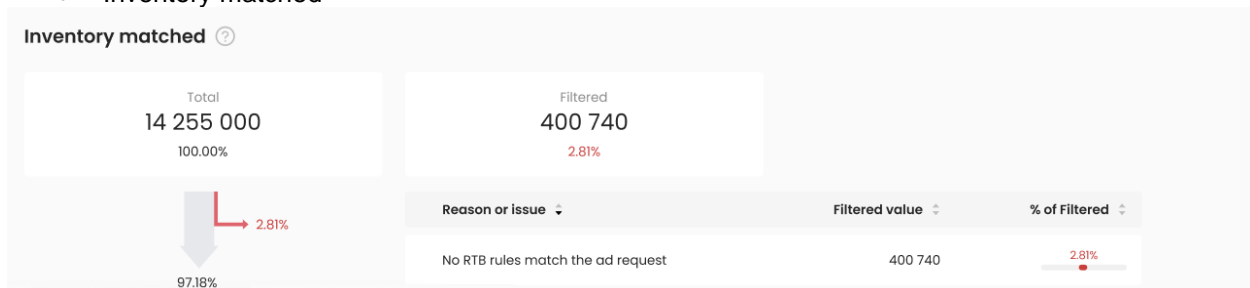 Inventory matched
Inventory matched ?
Total
14 255 000
100.00%
Filtered
400 740
2.81%
2.81%
97.18%
Reason or issue Filtered value % of Filtered
No RTB rules match the ad request 400 740 2.81%